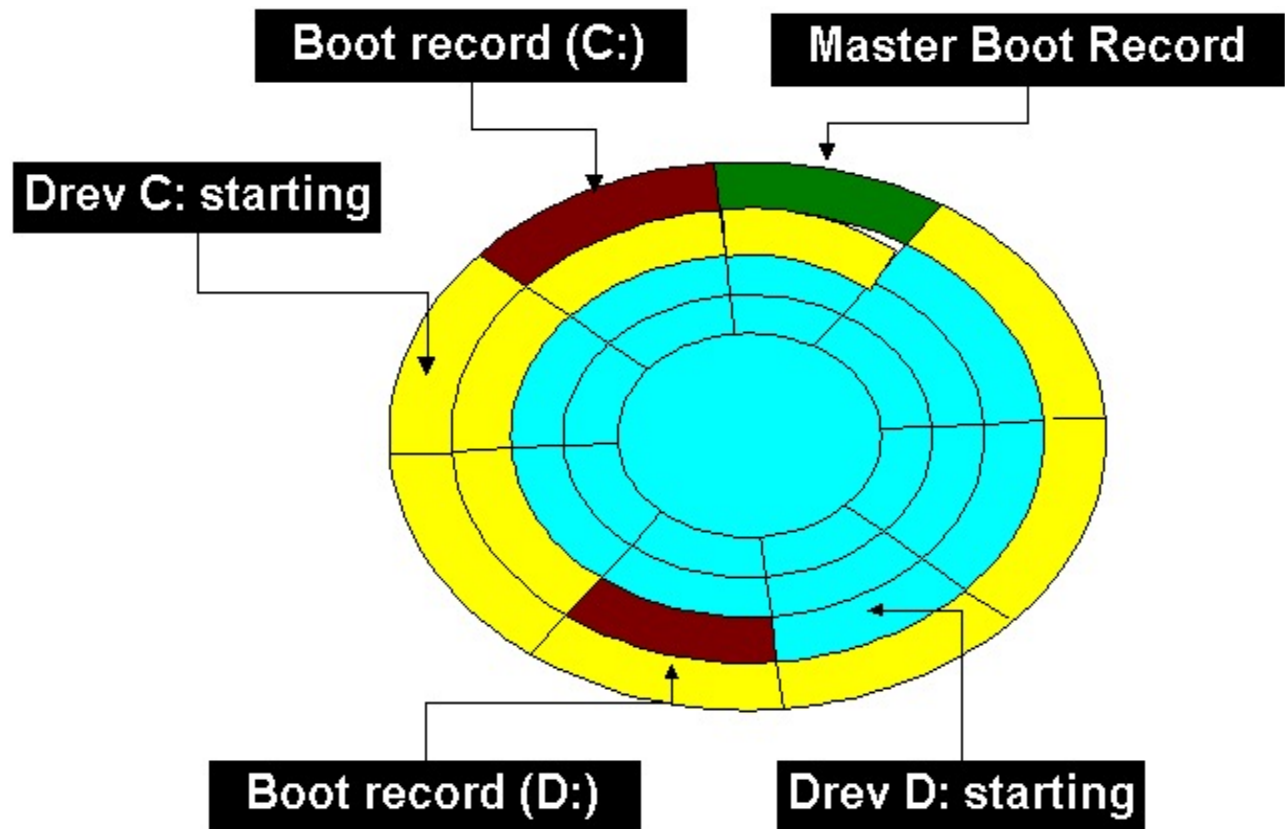 Boot record (C:)
Master Boot Record
Drev C: starting
Boot record (D:)
Drev D: starting